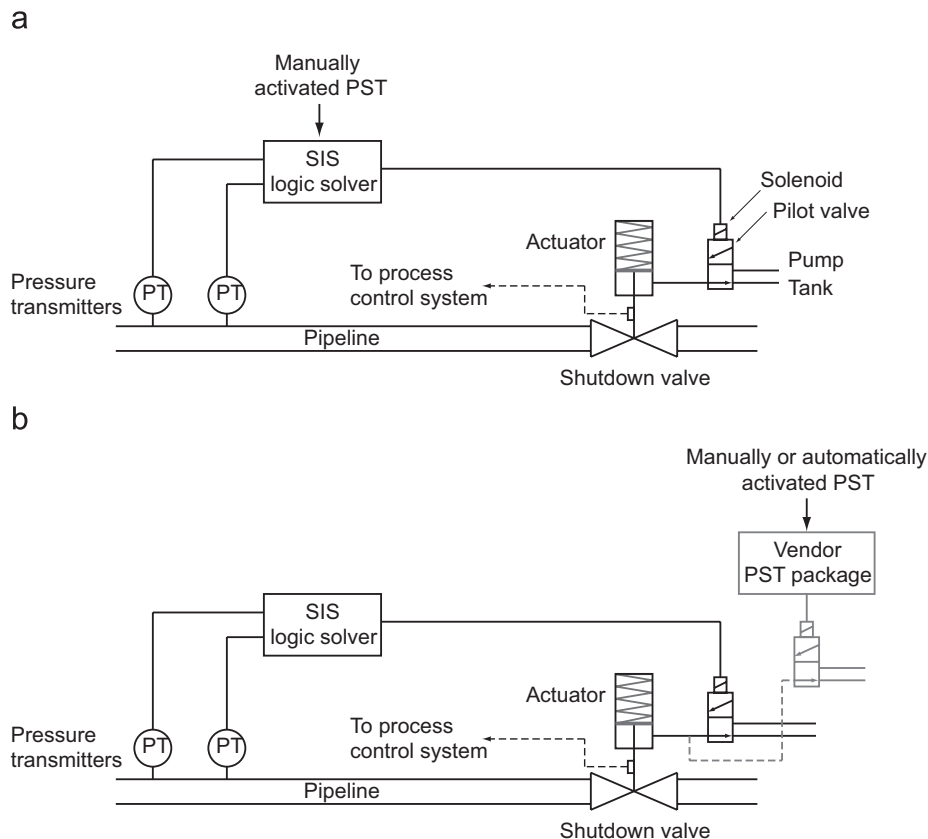 a
Manually
activated PST
SIS
logic solver
Solenoid
Pilot valve
Actuator
Pump
Tank
To process
control system
Pressure
transmitters
PT
PT
Pipeline
Shutdown valve
b
Manually or automatically
activated PST
Vendor
PST package
SIS
logic solver
Actuator
To process
control system
Pressure
transmitters
PT
PT
Pipeline
Shutdown valve